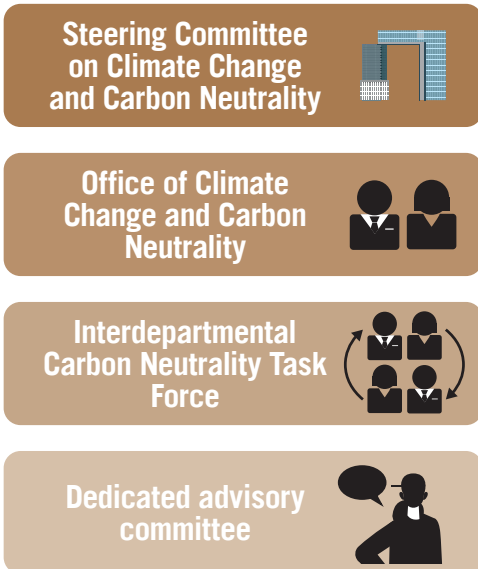 Steering Committee
on Climate Change
and Carbon Neutrality
Office of Climate
Change and Carbon
Neutrality
Interdepartmental
Carbon Neutrality Task
Force
Dedicated advisory
committee